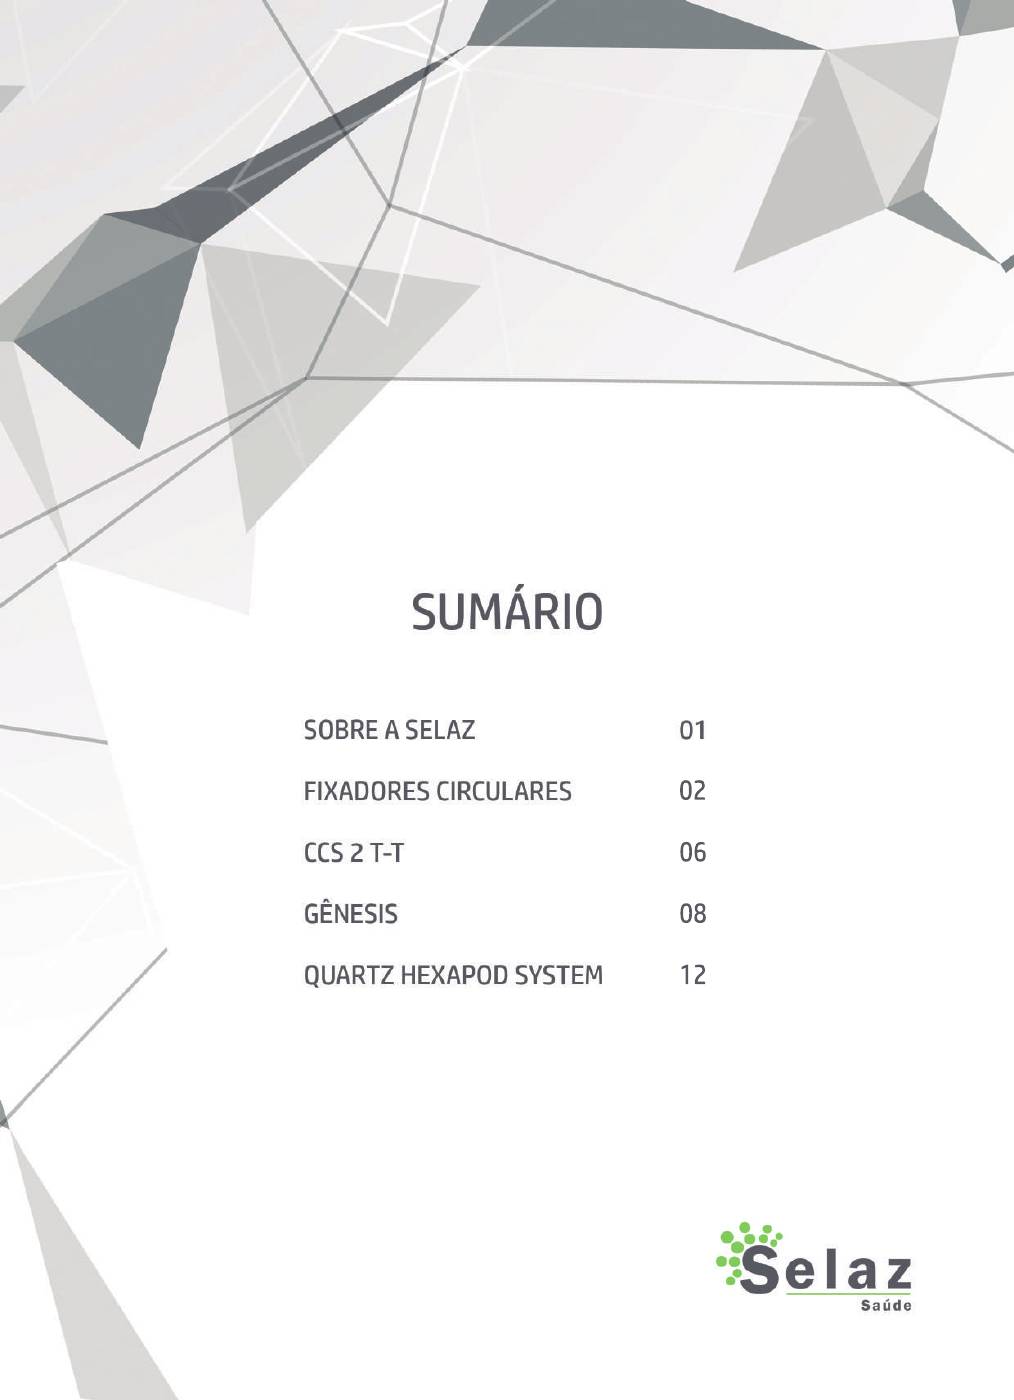 SUMÁRIO
SOBRE A SELAZ 01
FIXADORES CIRCULARES 02
CCS 2 T-T 06
GÊNESIS 08
QUARTZ HEXAPOD SYSTEM 12
Selaz
Saúde